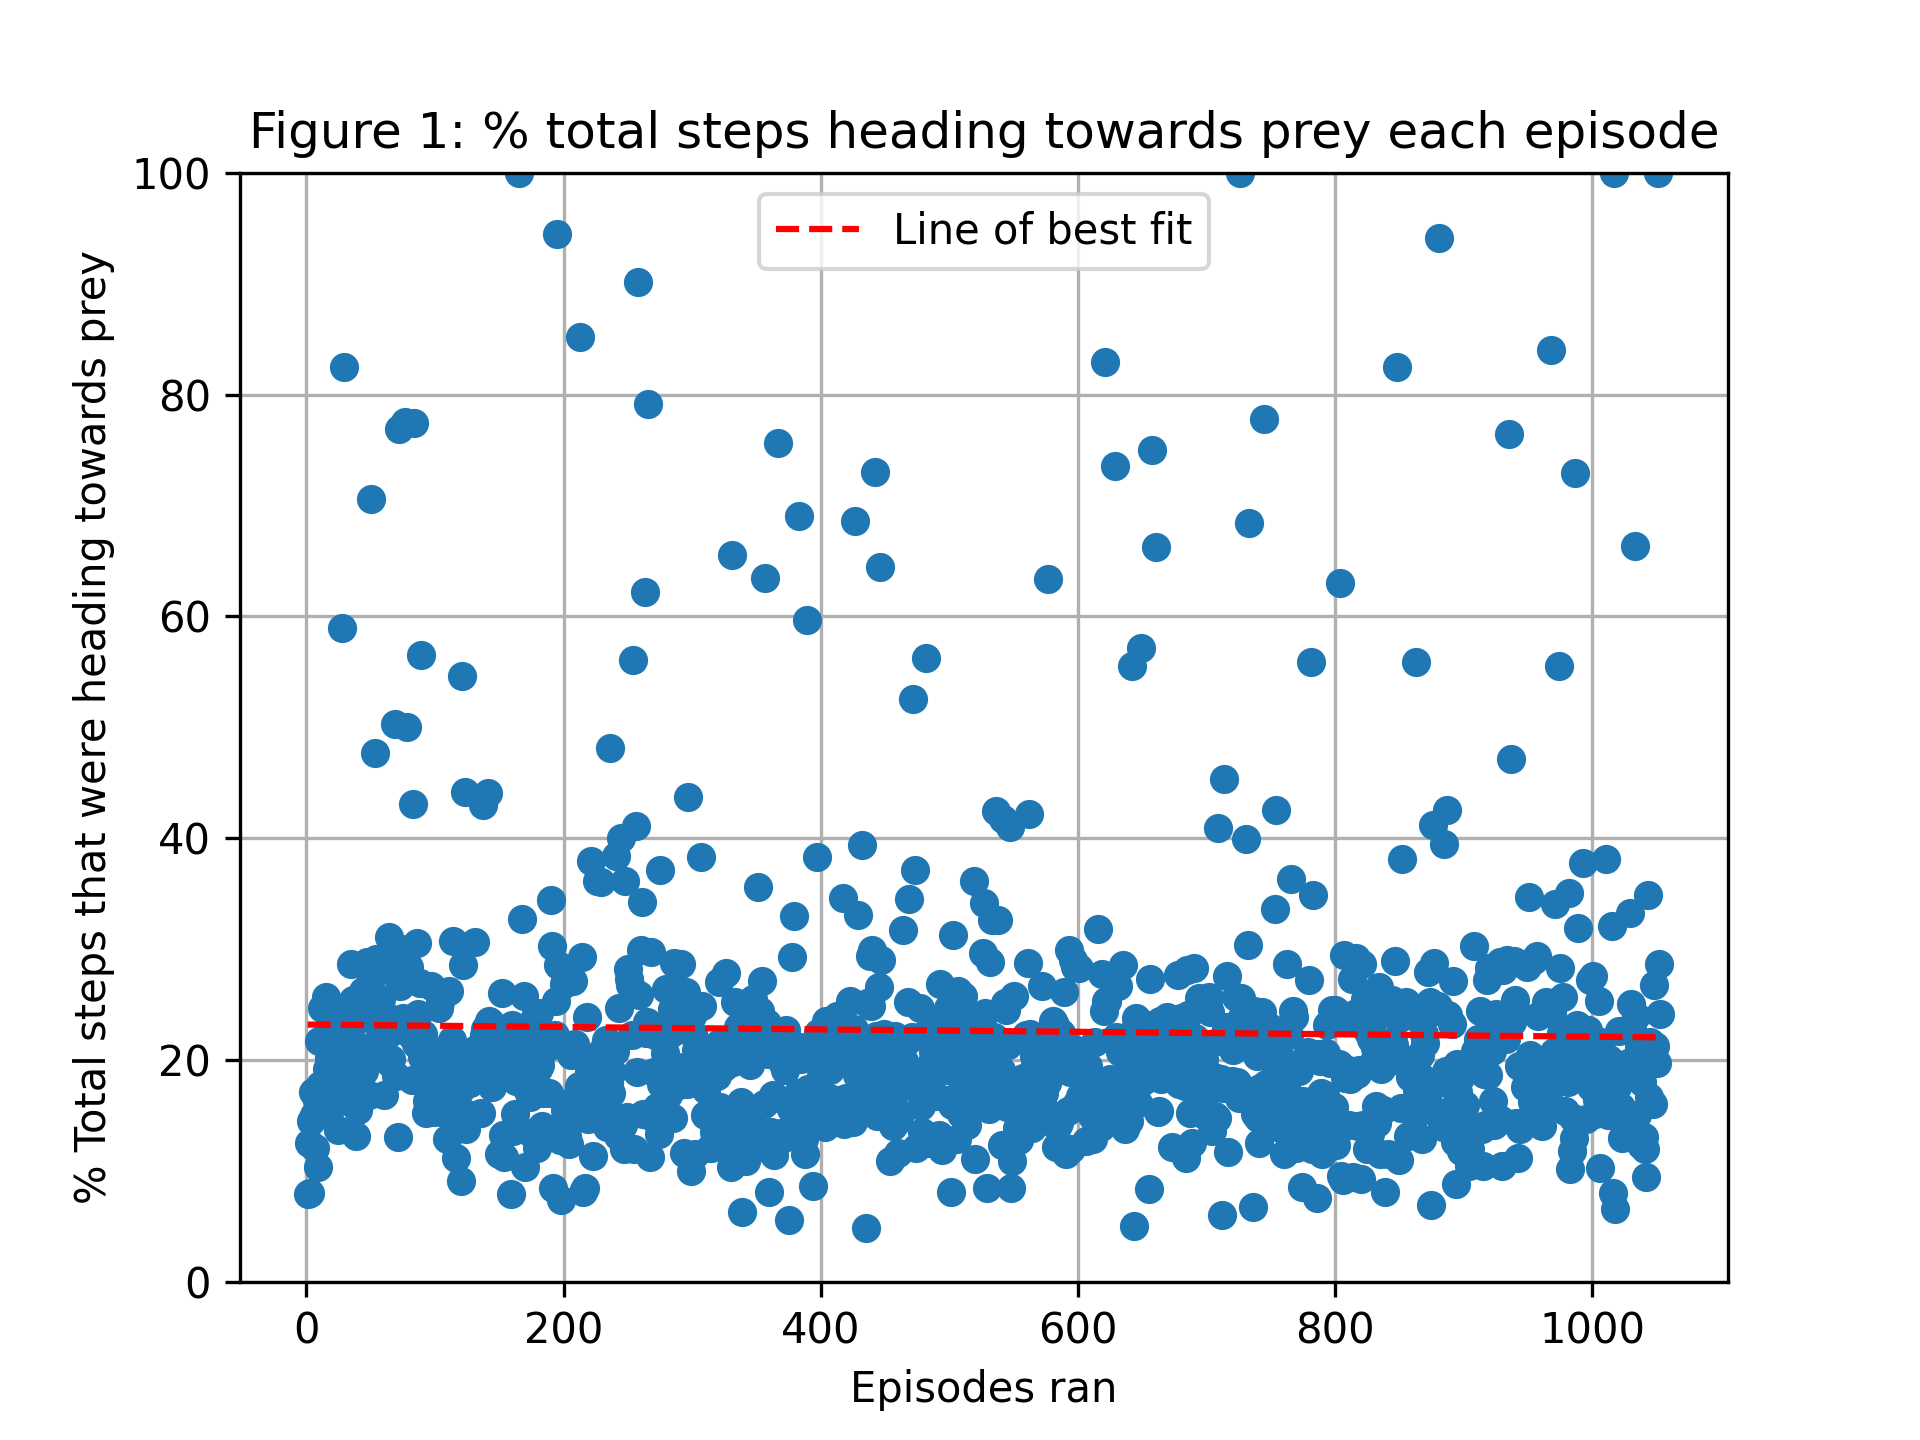 Figure 1: % total steps heading towards prey each episode
Line of best fit
% Total steps that were heading towards prey
100
80
60
40
20
0
0 200 400 600 800 1000
Episodes ran